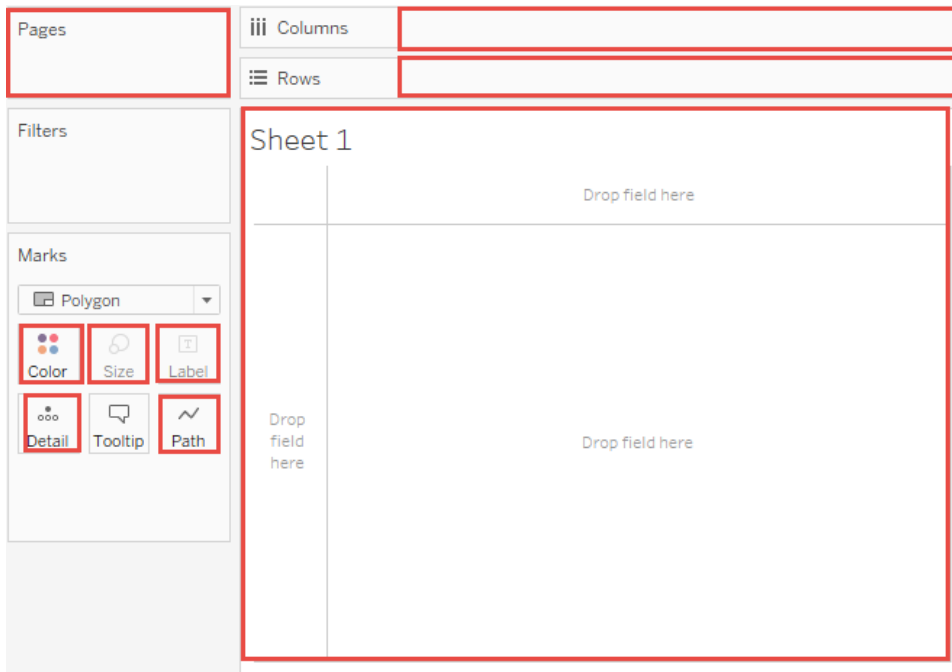 Pages
Columns
Rows
Filters
Sheet 1
Drop field here
Marks
Polygon
Color Size Label
Detail Tooltip Path
Drop
field
here
Drop field here